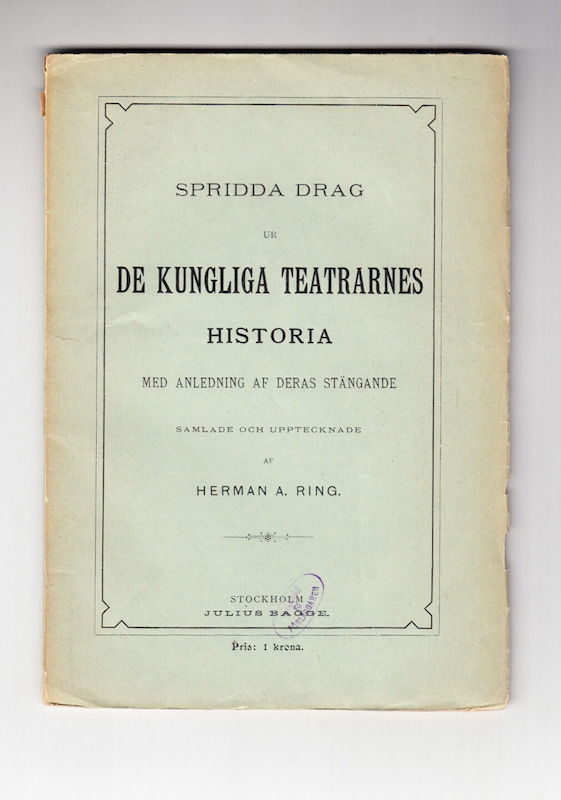 SPRIDDA DRAG
UR
DE KUNGLIGA TEATRARNES
HISTORIA
MED ANLEDNING AF DERAS STÄNGANDE
SAMLADE OCH UPPTECKNADE
AF
HERMAN A. RING.
STOCKHOLM
JULIUS BAGGE.
Pris: 1 krona.